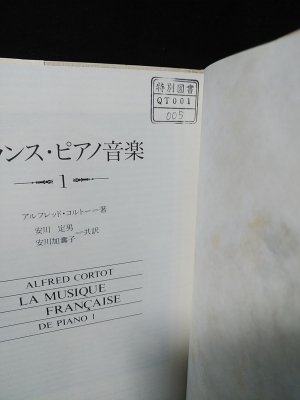 特別図書
QT001
005
ンス・ピアノ音楽
1
アルフレッド・コルトー一著
安川 定男
安川加壽子一共訳
ALFRED CORTOT
LA MUSIQUE
FRANÇAISE
DE PIANO I